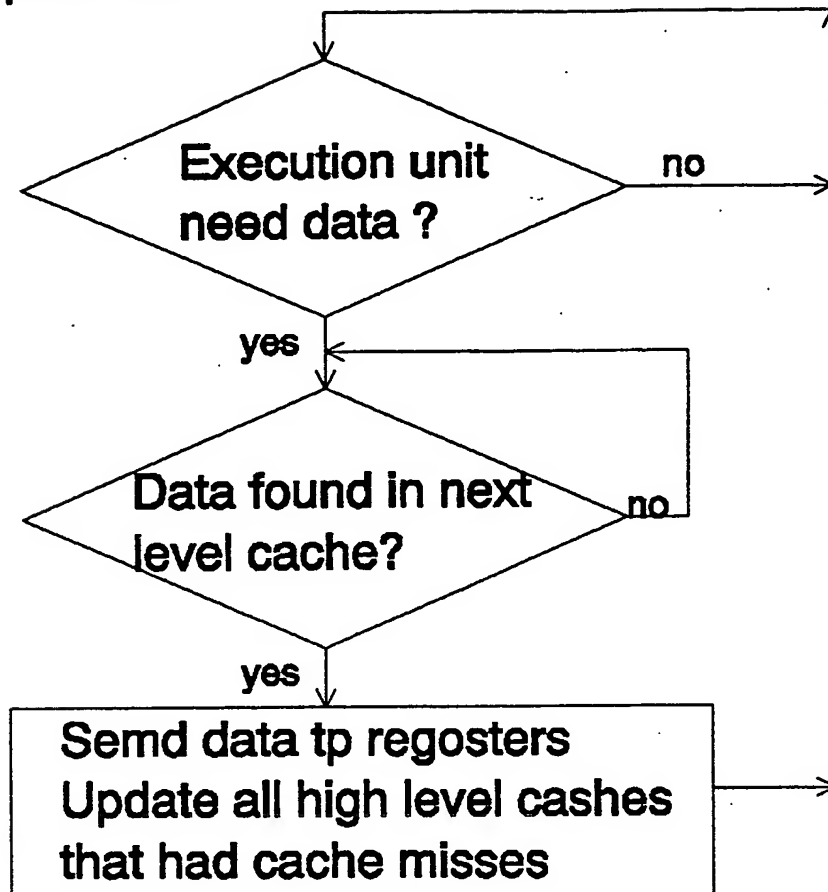 Execution unit
need data ?
no
yes
Data found in next
level cache?
no
yes
Semd data tp regosters
Update all high level cashes
that had cache misses